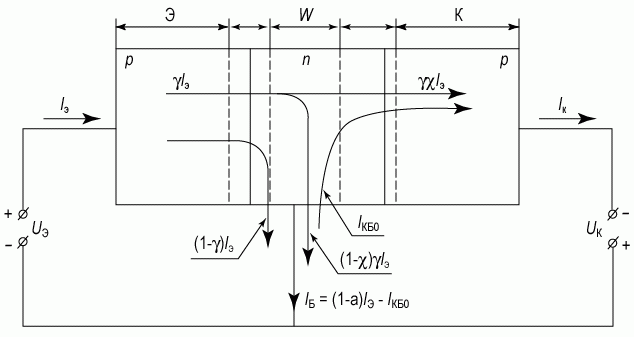 Э W К
p n p
γIэ γχIэ
Iэ Iк
+ UЭ −
− UК +
IКБ0
(1-γ)Iэ (1-χ)γIэ
IБ = (1-a)IЭ - IКБ0